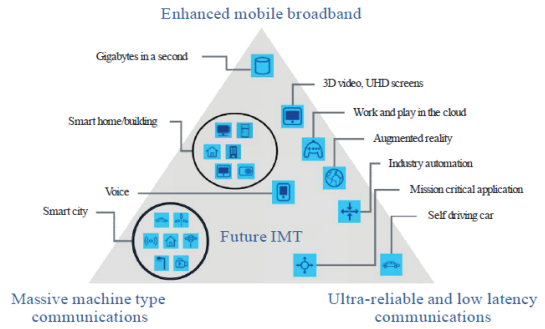 Enhanced mobile broadband
Gigabytes in a second
3D video, UHD screens
Smart home/building
Work and play in the cloud
Augmented reality
Industry automation
Voice
Mission critical application
Smart city
Self driving car
Future IMT
Massive machine type
communications
Ultra-reliable and low latency
communications